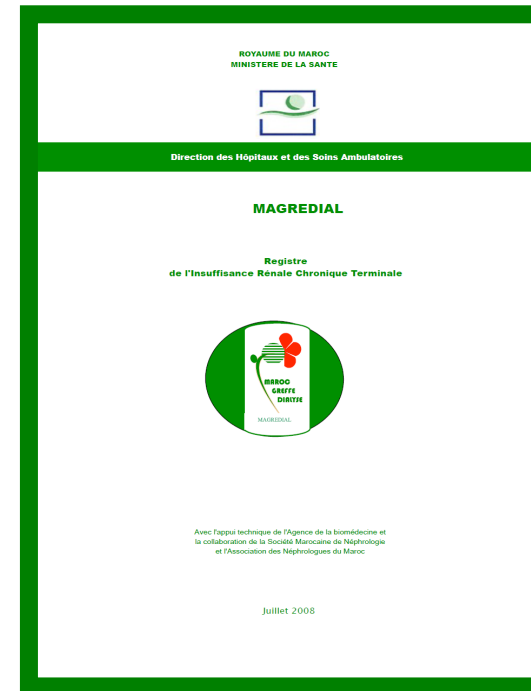 ROYAUME DU MAROC
MINISTERE DE LA SANTE
Direction des Hôpitaux et des Soins Ambulatoires
MAGREDIAL
Registre
de l'Insuffisance Rénale Chronique Terminale
MAROC
GREFFE
DIALYSE
MAGREDIAL
Avec l'appui technique de l'Agence de la biomédecine et
la collaboration de la Société Marocaine de Néphrologie
et l'Association des Néphrologues du Maroc
Juillet 2008